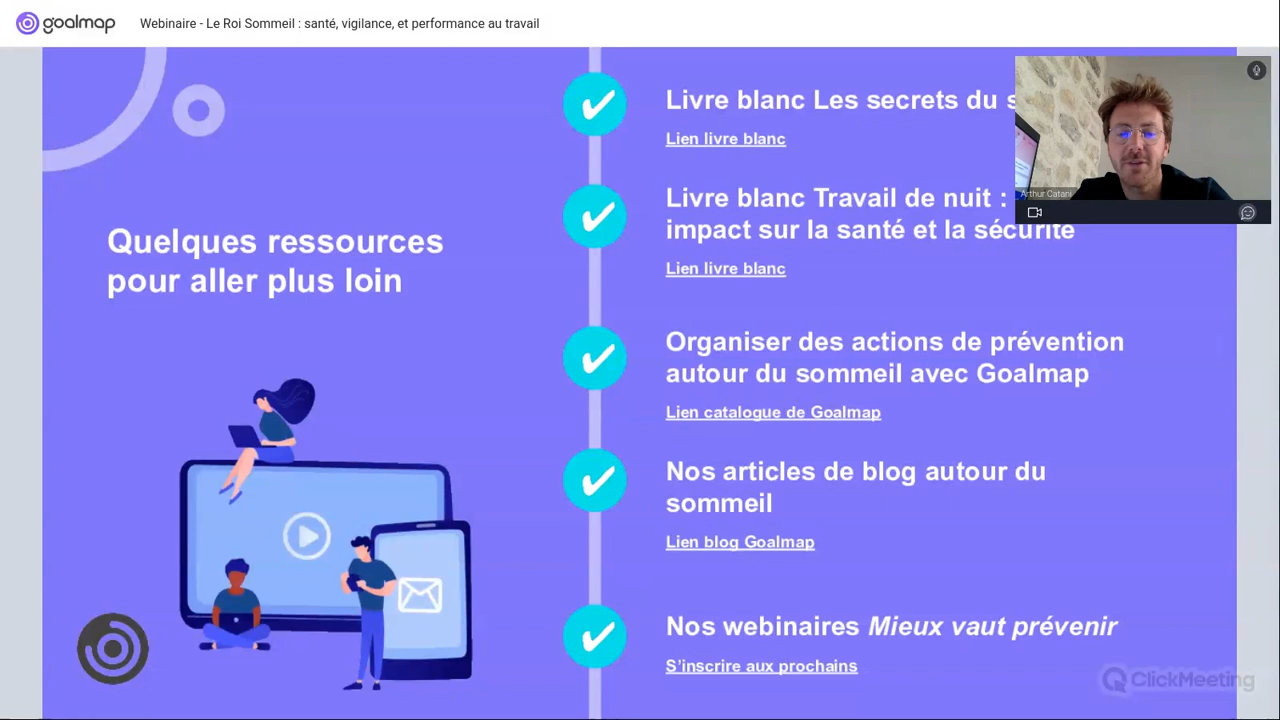 goalmap
Webinaire - Le Roi Sommeil : santé, vigilance, et performance au travail
Quelques ressources
pour aller plus loin
Livre blanc Les secrets du
Lien livre blanc
Livre blanc Travail de nuit :
impact sur la santé et la sécurité
Lien livre blanc
Organiser des actions de prévention
autour du sommeil avec Goalmap
Lien catalogue de Goalmap
Nos articles de blog autour du
sommeil
Lien blog Goalmap
Nos webinaires Mieux vaut prévenir
S'inscrire aux prochains
Arthur Catani
ClickMeeting